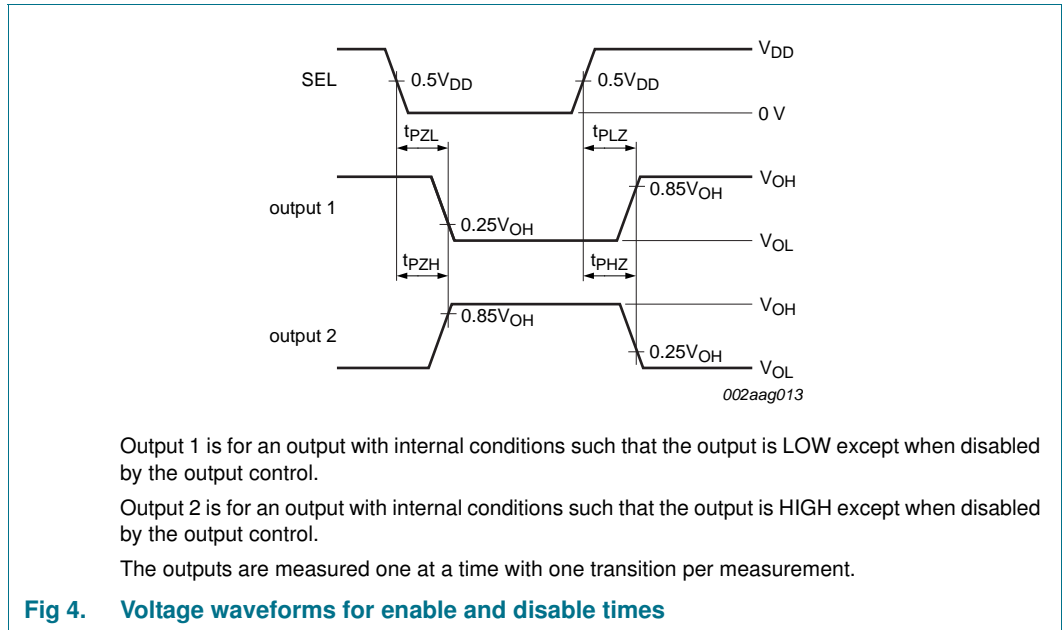 V_DD
SEL
0.5V_DD
0.5V_DD
0 V
t_PZL
t_PLZ
V_OH
0.85V_OH
output 1
0.25V_OH
V_OL
t_PZH
t_PHZ
V_OH
0.85V_OH
output 2
0.25V_OH
V_OL
002aag013
Output 1 is for an output with internal conditions such that the output is LOW except when disabled
by the output control.
Output 2 is for an output with internal conditions such that the output is HIGH except when disabled
by the output control.
The outputs are measured one at a time with one transition per measurement.
Fig 4. Voltage waveforms for enable and disable times